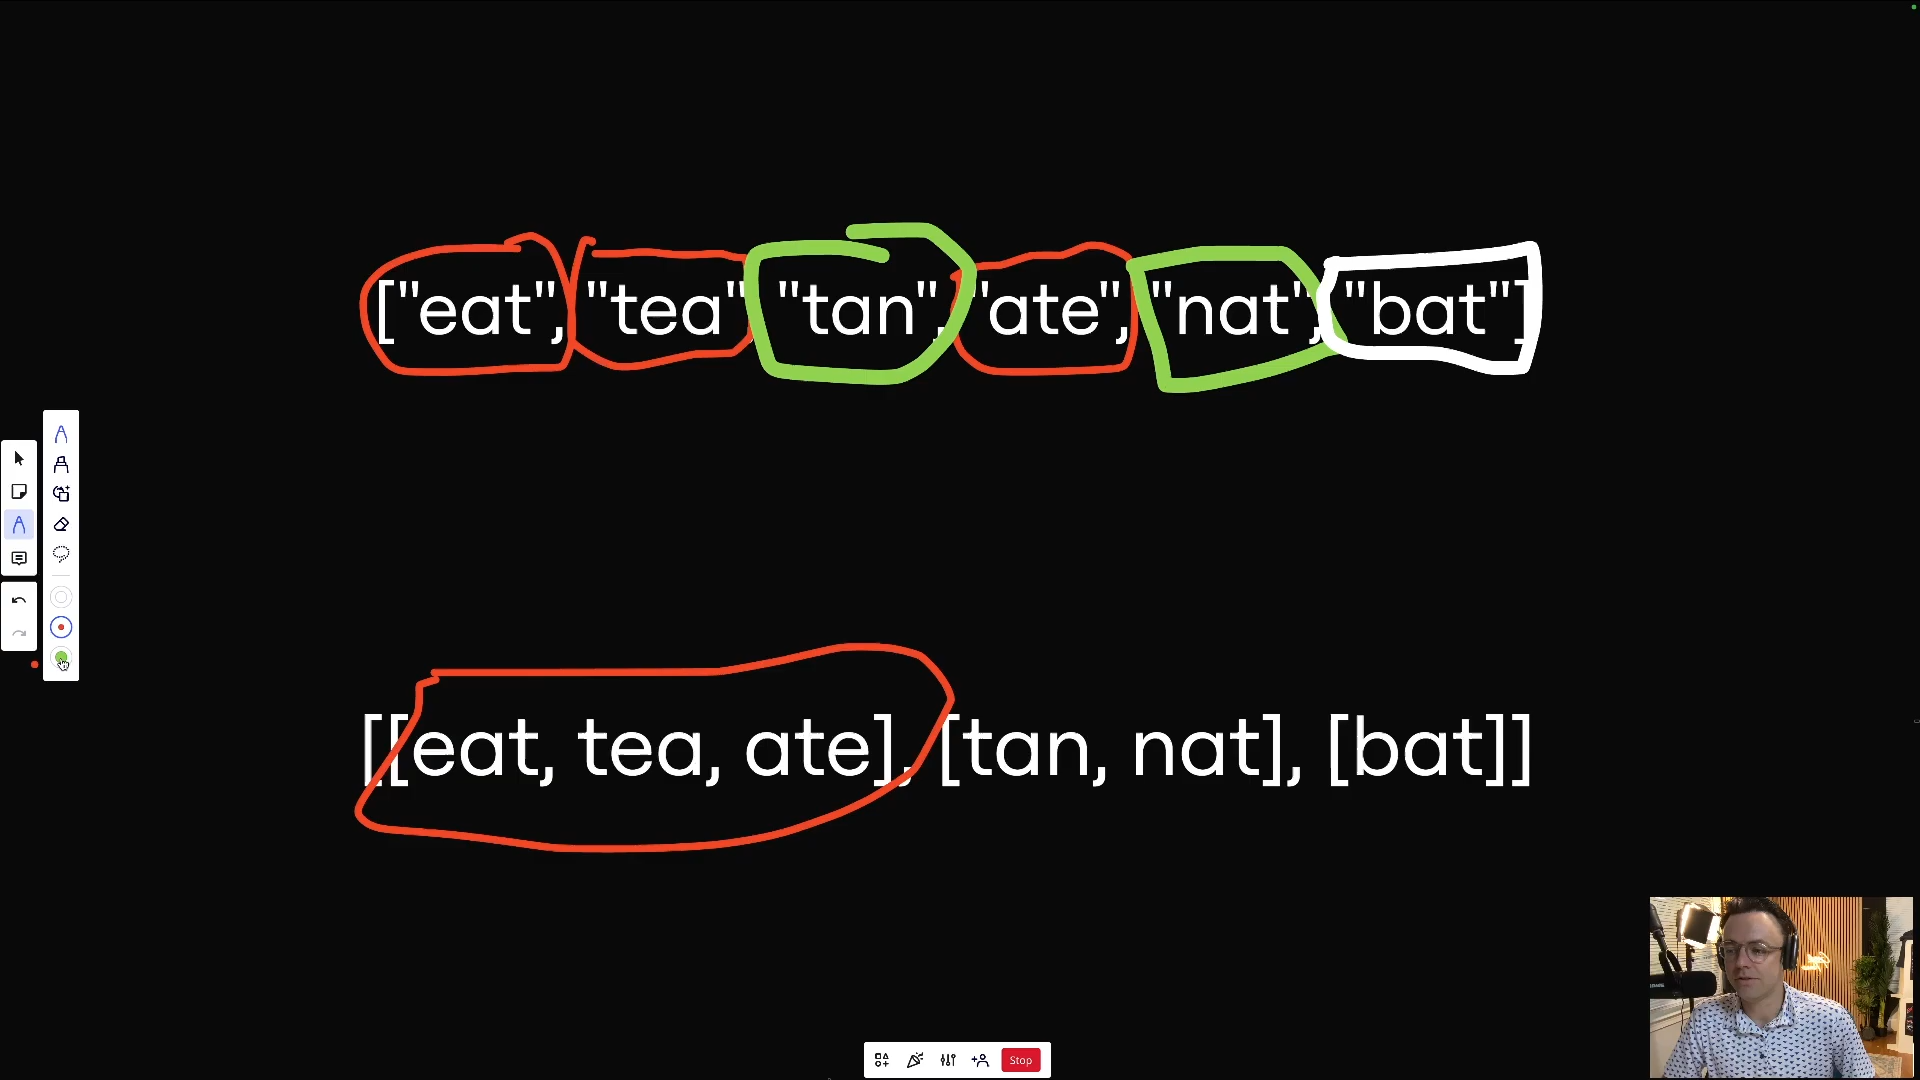 ["eat", "tea", "tan", "ate", "nat", "bat"]
[[eat, tea, ate], [tan, nat], [bat]]
Stop